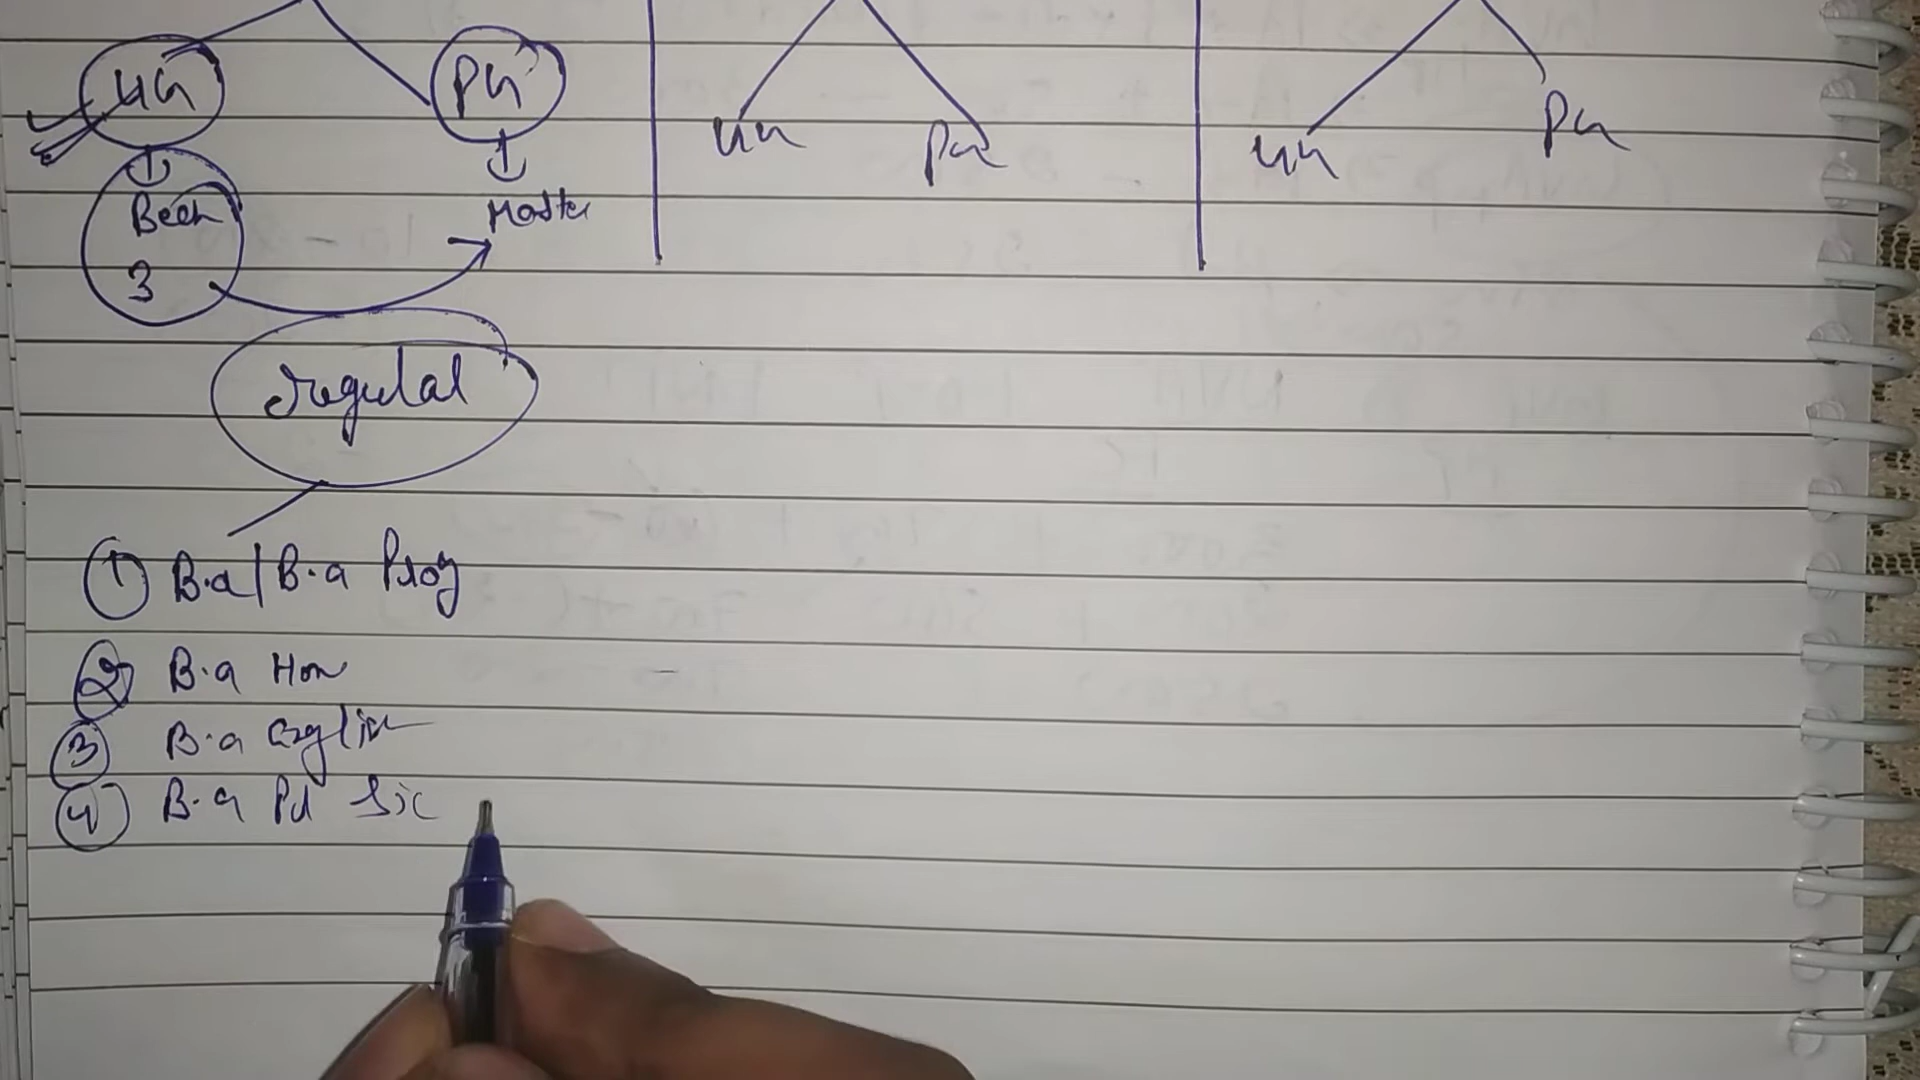 UG PG
UG PG
UG PG
Bech
Master
3
regular
1 B.a / B.a Prog
2 B.a Hon
3 B.a English
4 B.a Pol Sic